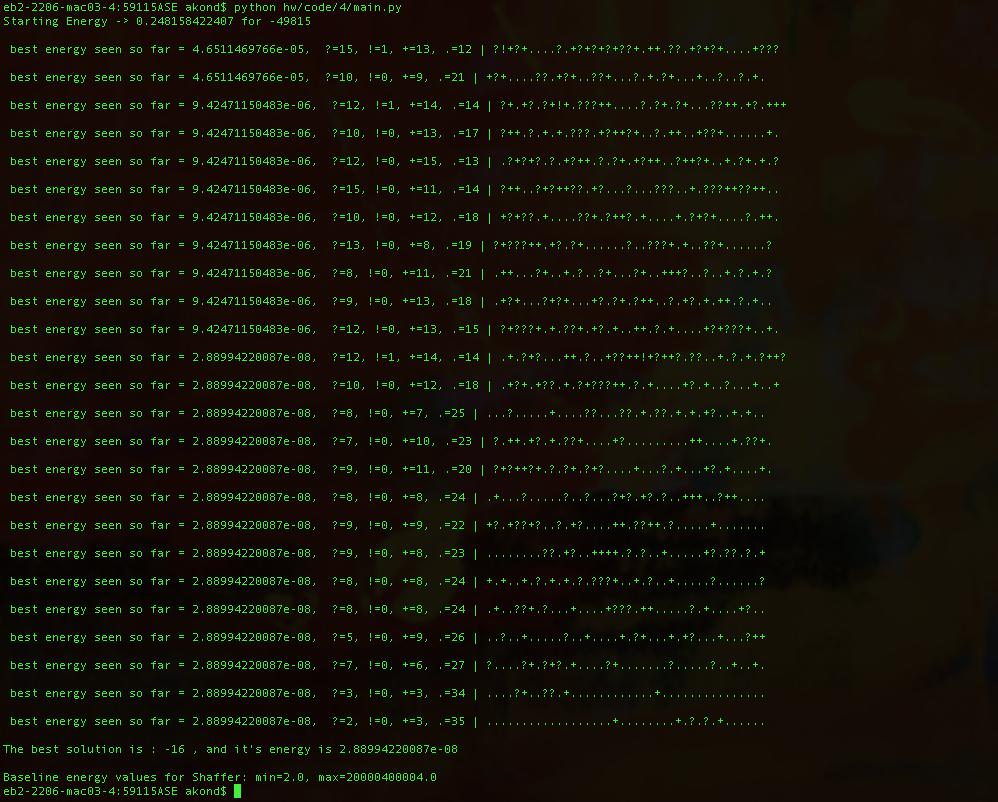 eb2-2206-mac03-4:59115ASE akond$ python hw/code/4/main.py
Starting Energy -> 0.248158422407 for -49815
best energy seen so far = 4.6511469766e-05,  ?=15, !=1, +=13, .=12 | ?!+?+....?.+?+?+?+??+.++.??.+?+?+....+???
best energy seen so far = 4.6511469766e-05,  ?=10, !=0, +=9, .=21 | +?+....??.+?+..??+...?.+.?+...+..?..?.+.
best energy seen so far = 9.42471150483e-06,  ?=12, !=1, +=14, .=14 | ?+.+?.?+!+.???++....?.+?.+?.+...??++.+?.+++
best energy seen so far = 9.42471150483e-06,  ?=10, !=0, +=13, .=17 | ?++.?.+.+.???.+?++?+..?.++..+??+......+.
best energy seen so far = 9.42471150483e-06,  ?=12, !=0, +=15, .=13 | .+?+?+?.?.+?++.?.?+.+?++..?++?+..+.?+.+.?
best energy seen so far = 9.42471150483e-06,  ?=15, !=0, +=11, .=14 | ?++..?+?++??+.+?...?...???..+.???++??++..
best energy seen so far = 9.42471150483e-06,  ?=10, !=0, +=12, .=18 | +?+??.+....??+.?++?.+....+.?+?+....?.++.
best energy seen so far = 9.42471150483e-06,  ?=13, !=0, +=8, .=19 | ?+???++.+?.?+......?..???+.+..??+......?
best energy seen so far = 9.42471150483e-06,  ?=8, !=0, +=11, .=21 | .++...?+..+.?..?+...?+..+++?..?..+.?.+.?
best energy seen so far = 9.42471150483e-06,  ?=9, !=0, +=13, .=18 | .+?+...?+?+...+?.?+.?++..?.+?.+.++.?.+..
best energy seen so far = 9.42471150483e-06,  ?=12, !=0, +=13, .=15 | ?+???+.+.??+.+?.+..++.?.+....+?+???+..+.
best energy seen so far = 2.88994220087e-08,  ?=12, !=1, +=14, .=14 | .+.?+?...++.?..+??++!+?++?.??..+.?.+.?++?
best energy seen so far = 2.88994220087e-08,  ?=10, !=0, +=12, .=18 | .+?+.+??.+.?+???++.?.+....+?.+..?...+..+
best energy seen so far = 2.88994220087e-08,  ?=8, !=0, +=7, .=25 | ...?.....+....??...??.+.??.+.+.+?..+.+..
best energy seen so far = 2.88994220087e-08,  ?=7, !=0, +=10, .=23 | ?.++.+?.+.??+....+?.........++....+.??+.
best energy seen so far = 2.88994220087e-08,  ?=9, !=0, +=11, .=20 | +?+?++?+.?.?+.?+?....+...?.+...+?.+....+.
best energy seen so far = 2.88994220087e-08,  ?=8, !=0, +=8, .=24 | .+...?.....?..?...?+?.+?.?..+++..?++....
best energy seen so far = 2.88994220087e-08,  ?=9, !=0, +=9, .=22 | +?.+??+?..?.+?....++.??++.?.....+.......
best energy seen so far = 2.88994220087e-08,  ?=9, !=0, +=8, .=23 | ........??.+?..++++.?.?..+.....+?.??.?.+
best energy seen so far = 2.88994220087e-08,  ?=8, !=0, +=8, .=24 | +.+..+.?.+.+.?.???+..+.?..+.....?......?
best energy seen so far = 2.88994220087e-08,  ?=8, !=0, +=8, .=24 | .+..??+.?...+....+???.++.....?.+....+?..
best energy seen so far = 2.88994220087e-08,  ?=5, !=0, +=9, .=26 | ..?..+.....?..+....+.?+...+.+?...+...?++
best energy seen so far = 2.88994220087e-08,  ?=7, !=0, +=6, .=27 | ?....?+.?+?.+....?+.......?.....?..+..+.
best energy seen so far = 2.88994220087e-08,  ?=3, !=0, +=3, .=34 | ....?+..??.+............+...............
best energy seen so far = 2.88994220087e-08,  ?=2, !=0, +=3, .=35 | ..................+........+.?.?.+......
The best solution is : -16 , and it's energy is 2.88994220087e-08
Baseline energy values for Shaffer: min=2.0, max=20000400004.0
eb2-2206-mac03-4:59115ASE akond$